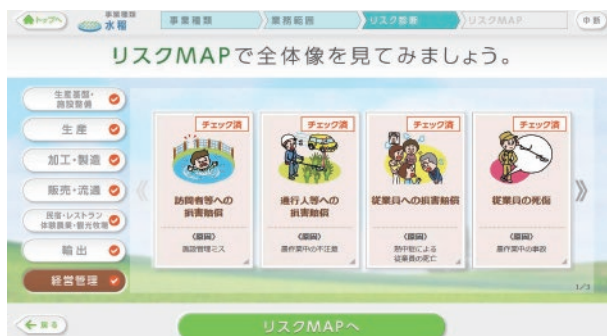 トップへ
事業種類
水稲
事業種類
業務範囲
リスク診断
リスクMAP
中断
リスクMAPで全体像を見てみましょう。
生産基盤・
施設整備
生産
加工・製造
販売・流通
民宿・レストラン
体験農業・観光牧場
輸出
経営管理
チェック済
訪問者等への
損害賠償
〈原因〉
施設管理ミス
チェック済
通行人等への
損害賠償
〈原因〉
農作業中の不注意
チェック済
従業員への損害賠償
〈原因〉
熱中症による
従業員の死亡
チェック済
従業員の死傷
〈原因〉
農作業中の事故
1/3
戻る
リスクMAPへ